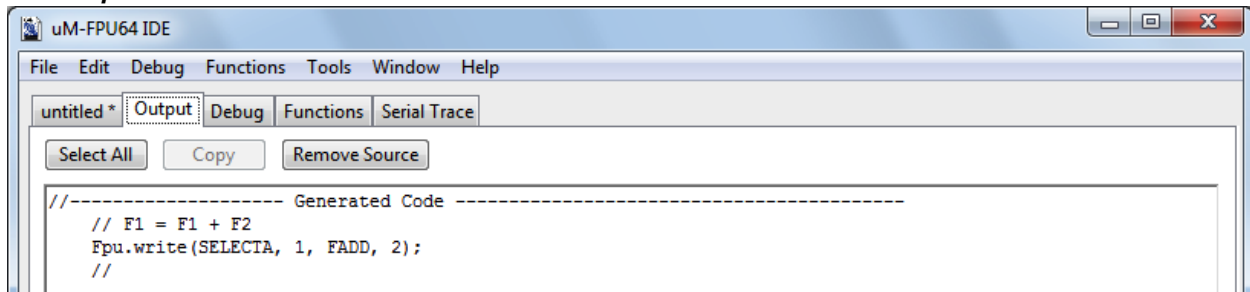 uM-FPU64 IDE
File Edit Debug Functions Tools Window Help
untitled * Output Debug Functions Serial Trace
Select All Copy Remove Source
//-------------------- Generated Code ------------------------------------------
// F1 = F1 + F2
Fpu.write(SELECTA, 1, FADD, 2);
//